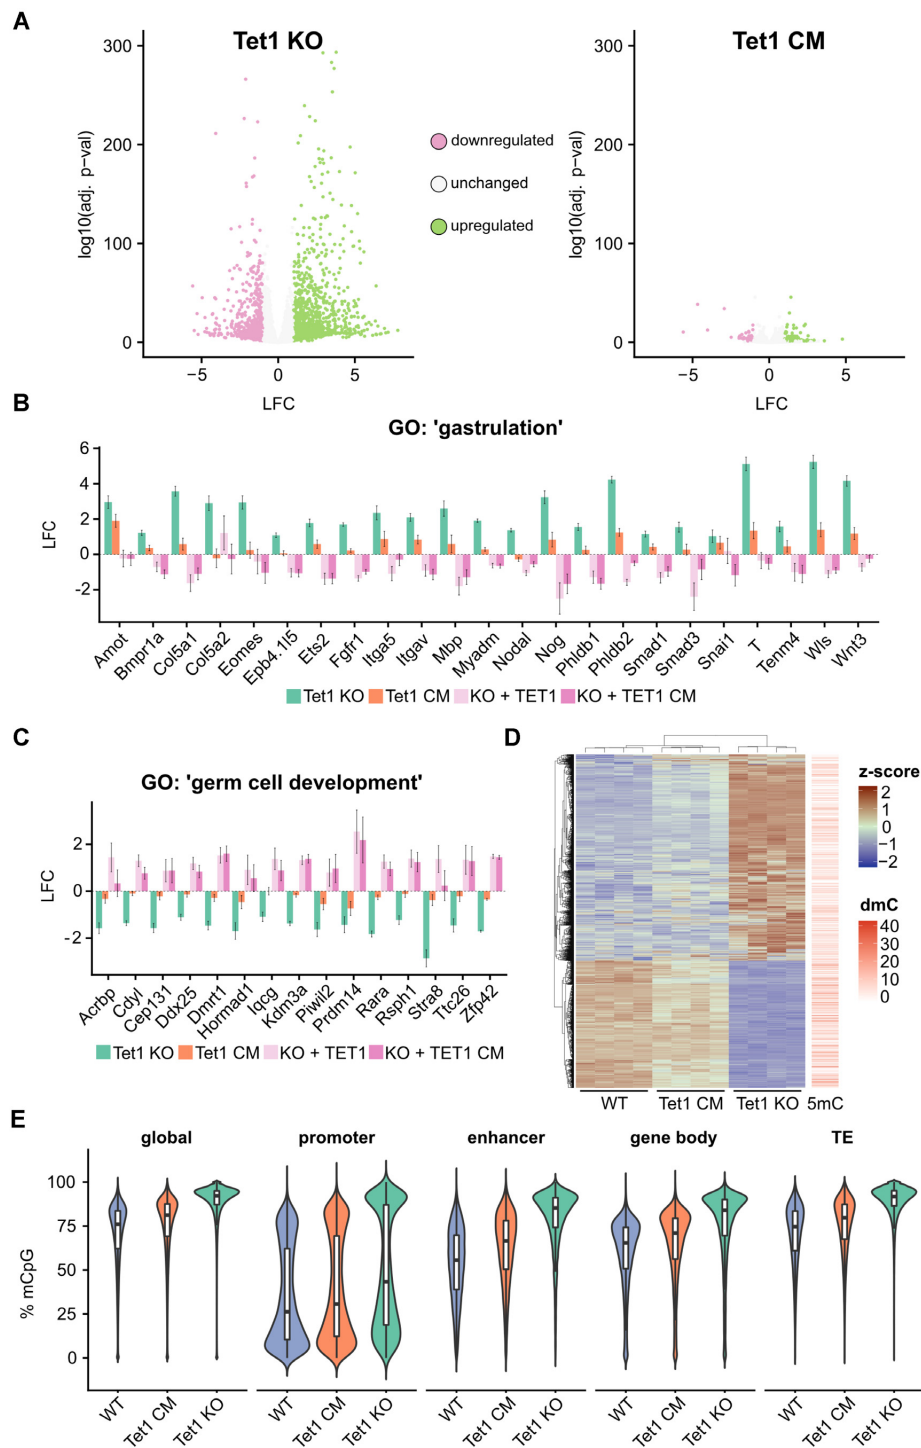 A
Tet1 KO
Tet1 CM
log10(adj. p−val)
300
200
100
0
−5
0
5
LFC
downregulated
unchanged
upregulated
log10(adj. p−val)
300
200
100
0
−5
0
5
LFC
B
GO: 'gastrulation'
LFC
6
4
2
0
-2
Amot
Bmpr1a
Col5a1
Col5a2
Eomes
Epb4.1l5
Ets2
Fgfr1
Itga5
Itgav
Mbp
Myadm
Nodal
Nog
Phldb1
Phldb2
Smad1
Smad3
Snai1
T
Tenm4
Wls
Wnt3
Tet1 KO Tet1 CM KO + TET1 KO + TET1 CM
C
GO: 'germ cell development'
LFC
2
0
-2
Acrbp
Cdyl
Cep131
Ddx25
Dmrt1
Hormad1
Iqcg
Kdm3a
Piwil2
Prdm14
Rara
Rsph1
Stra8
Ttc26
Zfp42
Tet1 KO Tet1 CM KO + TET1 KO + TET1 CM
D
z-score
2
1
0
−1
−2
dmC
40
30
20
10
0
WT Tet1 CM Tet1 KO 5mC
E
global promoter enhancer gene body TE
% mCpG
100
75
50
25
0
WT Tet1 CM Tet1 KO WT Tet1 CM Tet1 KO WT Tet1 CM Tet1 KO WT Tet1 CM Tet1 KO WT Tet1 CM Tet1 KO